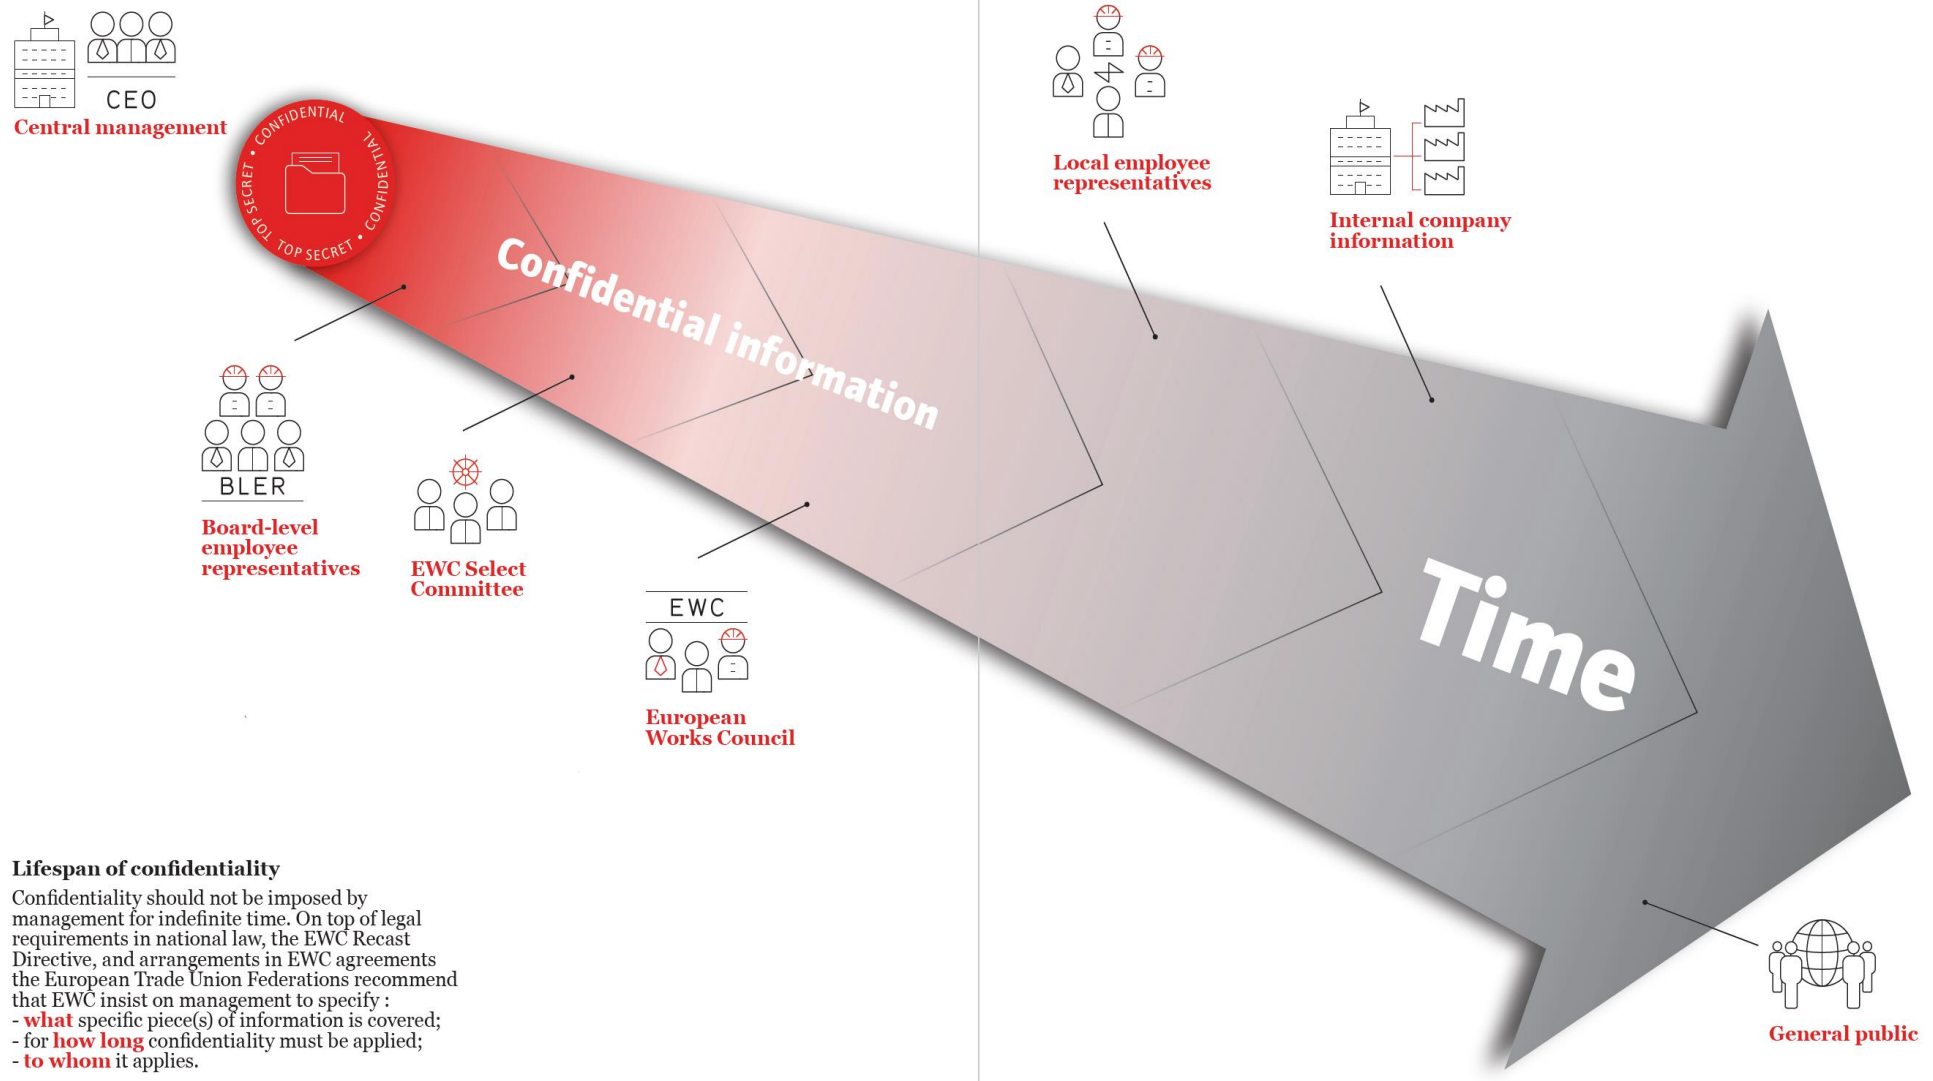 CEO
Central management
CONFIDENTIAL • CONFIDENTIAL • TOP SECRET • TOP SECRET
Confidential information
Time
Local employee
representatives
Internal company
information
BLER
Board-level
employee
representatives
EWC Select
Committee
EWC
European
Works Council
General public
Lifespan of confidentiality
Confidentiality should not be imposed by
management for indefinite time. On top of legal
requirements in national law, the EWC Recast
Directive, and arrangements in EWC agreements
the European Trade Union Federations recommend
that EWC insist on management to specify :
- what specific piece(s) of information is covered;
- for how long confidentiality must be applied;
- to whom it applies.